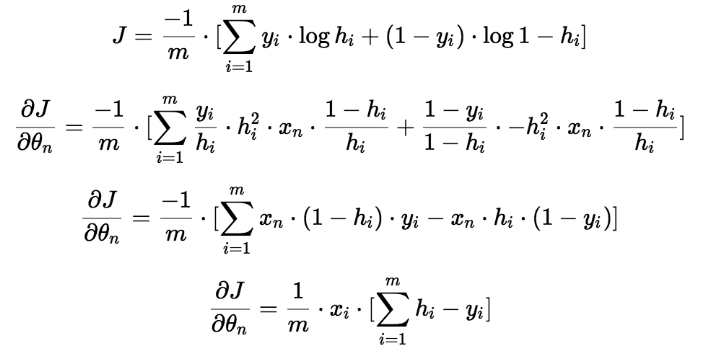 J = \frac{-1}{m} \cdot [\sum_{i=1}^{m} y_i \cdot \log h_i + (1 - y_i) \cdot \log 1 - h_i]
\frac{\partial J}{\partial \theta_n} = \frac{-1}{m} \cdot [\sum_{i=1}^{m} \frac{y_i}{h_i} \cdot h_i^2 \cdot x_n \cdot \frac{1 - h_i}{h_i} + \frac{1 - y_i}{1 - h_i} \cdot -h_i^2 \cdot x_n \cdot \frac{1 - h_i}{h_i}]
\frac{\partial J}{\partial \theta_n} = \frac{-1}{m} \cdot [\sum_{i=1}^{m} x_n \cdot (1 - h_i) \cdot y_i - x_n \cdot h_i \cdot (1 - y_i)]
\frac{\partial J}{\partial \theta_n} = \frac{1}{m} \cdot x_i \cdot [\sum_{i=1}^{m} h_i - y_i]